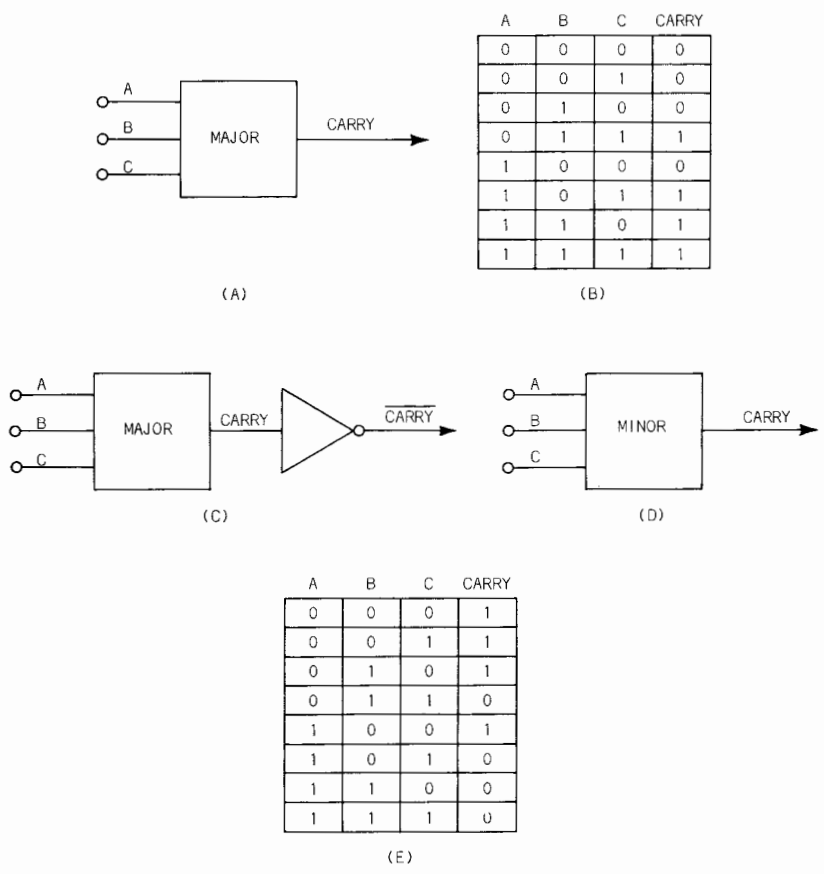 A
B
C
MAJOR
CARRY
(A)
A B C CARRY
0 0 0 0
0 0 1 0
0 1 0 0
0 1 1 1
1 0 0 0
1 0 1 1
1 1 0 1
1 1 1 1
(B)
A
B
C
MAJOR
CARRY
CARRY
(C)
A
B
C
MINOR
CARRY
(D)
A B C CARRY
0 0 0 1
0 0 1 1
0 1 0 1
0 1 1 0
1 0 0 1
1 0 1 0
1 1 0 0
1 1 1 0
(E)